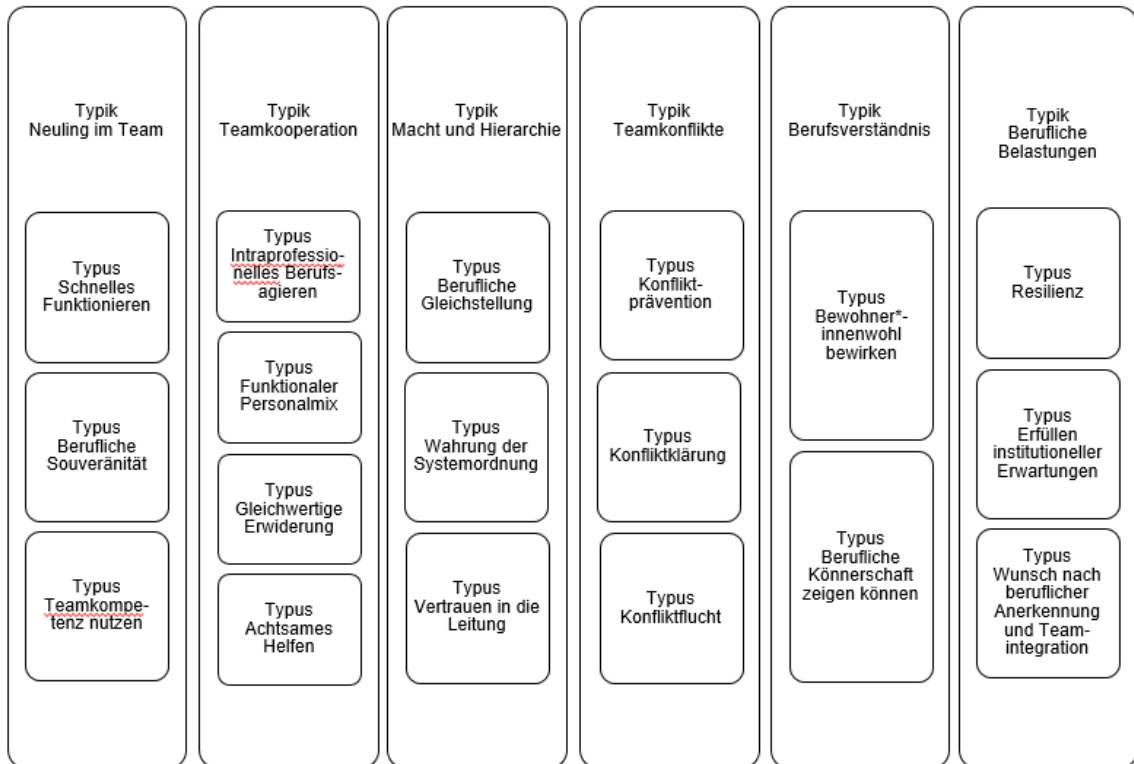 Typik
Neuling im Team
Typus
Schnelles
Funktionieren
Typus
Berufliche
Souveränität
Typus
Teamkompe-
tenz nutzen
Typik
Teamkooperation
Typus
Intraprofessio-
nelles Berufs-
agieren
Typus
Funktionaler
Personalmix
Typus
Gleichwertige
Erwiderung
Typus
Achtsames
Helfen
Typik
Macht und Hierarchie
Typus
Berufliche
Gleichstellung
Typus
Wahrung der
Systemordnung
Typus
Vertrauen in die
Leitung
Typik
Teamkonflikte
Typus
Konflikt-
prävention
Typus
Konfliktklärung
Typus
Konfliktflucht
Typik
Berufsverständnis
Typus
Bewohner*-
innenwohl
bewirken
Typus
Berufliche
Könnerschaft
zeigen können
Typik
Berufliche
Belastungen
Typus
Resilienz
Typus
Erfüllen
institutioneller
Erwartungen
Typus
Wunsch nach
beruflicher
Anerkennung
und Team-
integration